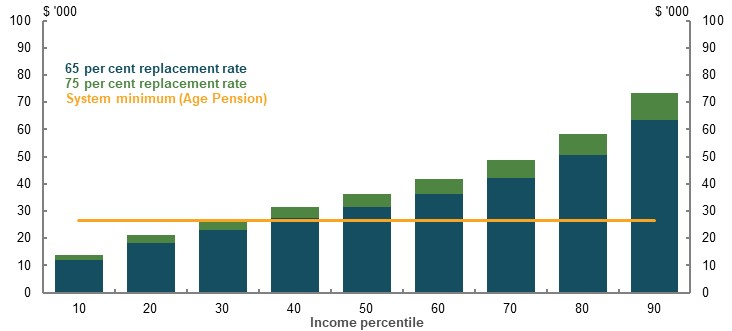 $ '000 $ '000
100 100
90 90
80 80
70 70
60 60
50 50
40 40
30 30
20 20
10 10
0 0
65 per cent replacement rate
75 per cent replacement rate
System minimum (Age Pension)
10 20 30 40 50 60 70 80 90
Income percentile